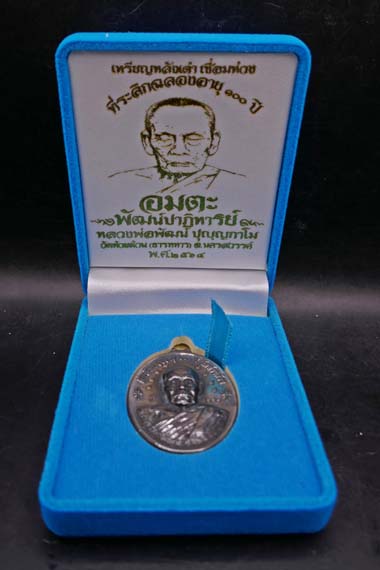 เหรียญหลังเต่า เชื่อมห่วง
ที่ระลึกฉลองอายุ ๑๐๐ ปี
อมตะ
พัฒน์ปาฏิหารย์
หลวงพ่อพัฒน์ ปุญฺญกาโม
วัดห้วยด้วน (ธารทหาร) จ.นครสวรรค์
พ.ศ.๒๕๖๔